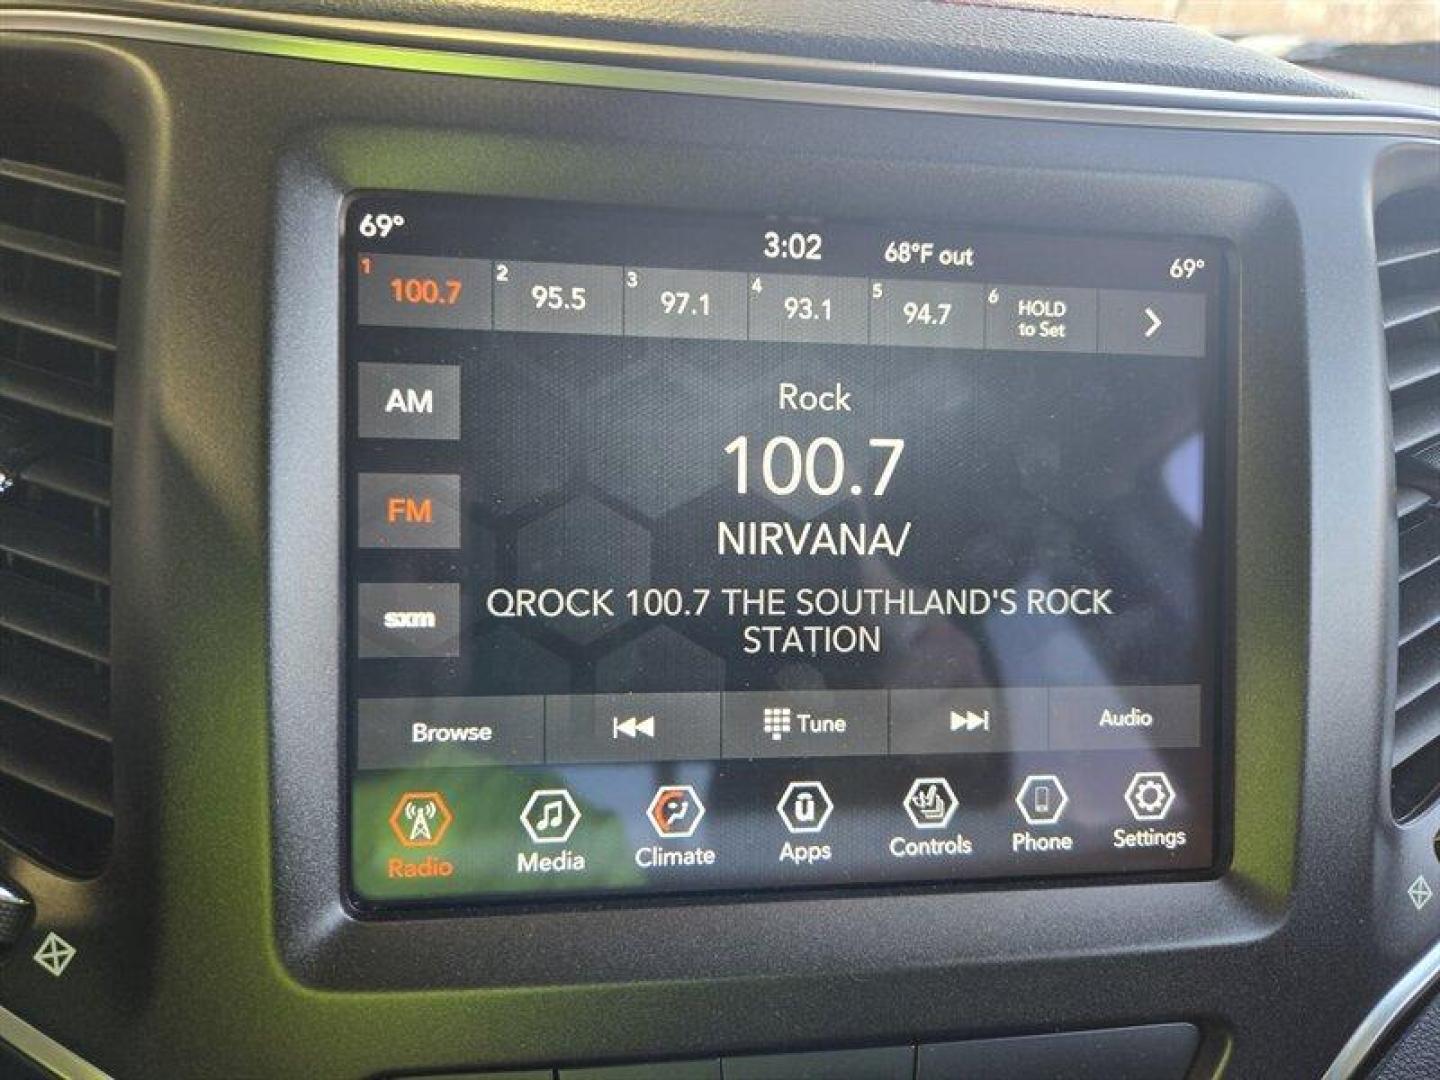 69° 3:02 68°F out 69°
1 100.7 2 95.5 3 97.1 4 93.1 5 94.7 6 HOLD
to Set
AM
Rock
100.7
FM
NIRVANA/
sxm
QROCK 100.7 THE SOUTHLAND'S ROCK
STATION
Browse Tune Audio
Radio Media Climate Apps Controls Phone Settings